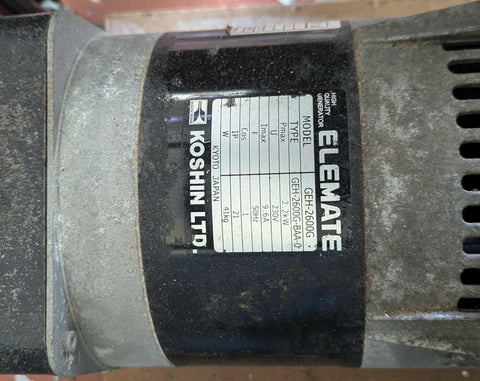 HIGH
QUALITY
GENERATOR
ELEMATE
MODEL GEH-2600G
TYPE GEH-2600G-BAA-0
Pmax 2.2kW
U 230V
Imax 9.6A
F 50Hz
Cos 1
IP 21
W 41kg
KYOTO JAPAN
KOSHIN LTD.